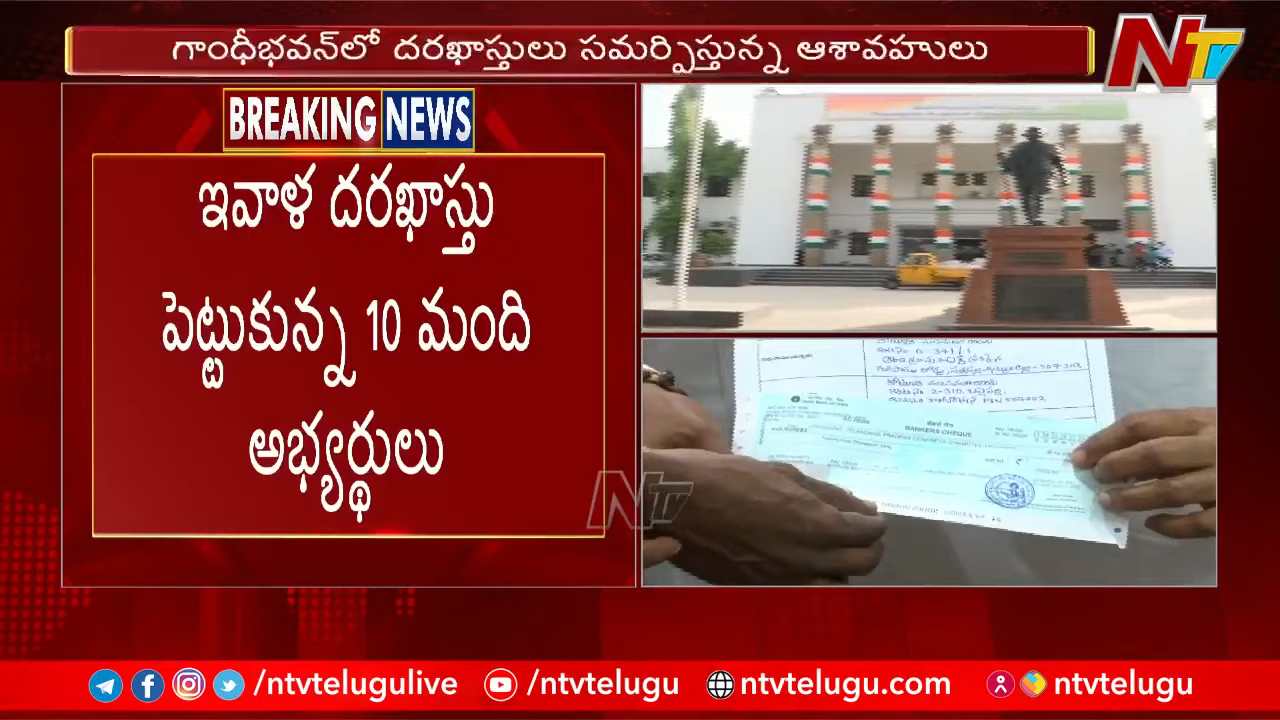 గాంధీభవన్‌లో దరఖాస్తులు సమర్పిస్తున్న ఆశావహులు
NTV
BREAKING NEWS
ఇవాళ దరఖాస్తు
పెట్టుకున్న 10 మంది
అభ్యర్థులు
BANKERS CHEQUE
NTV
/ntvtelugulive
/ntvtelugu
ntvtelugu.com
ntvtelugu